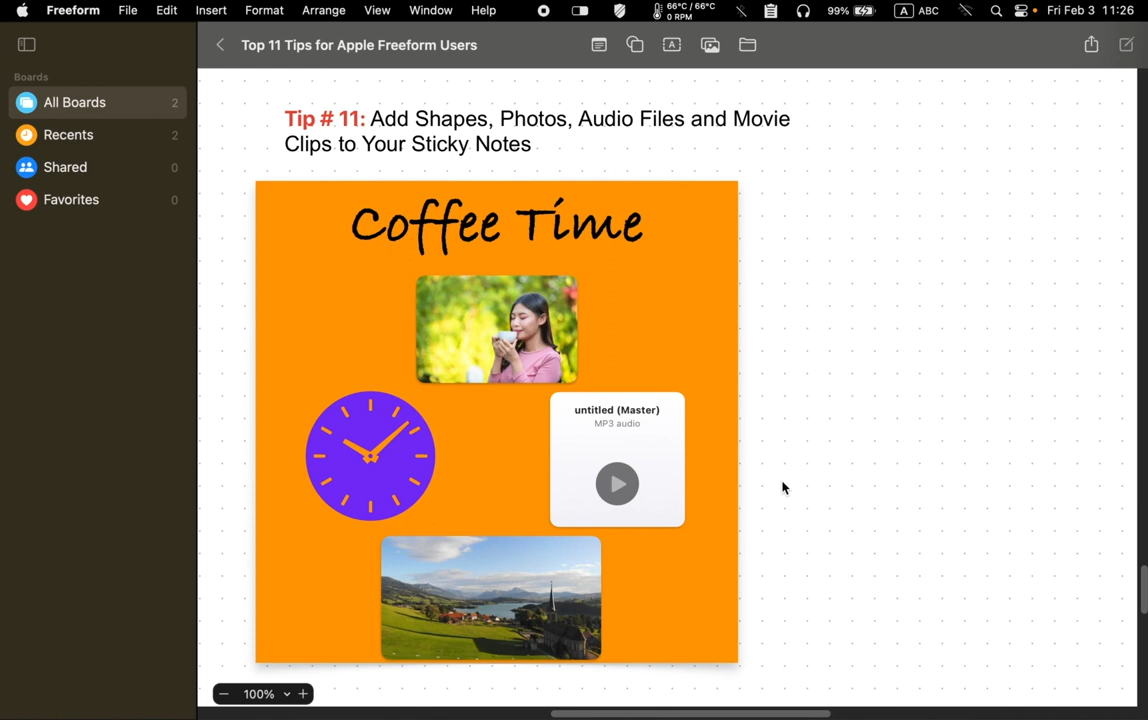 Freeform File Edit Insert Format Arrange View Window Help 66°C / 66°C 0 RPM 99% A ABC Fri Feb 3 11:26
Top 11 Tips for Apple Freeform Users
A
Boards
All Boards 2
Recents 2
Shared 0
Favorites 0
Tip # 11: Add Shapes, Photos, Audio Files and Movie
Clips to Your Sticky Notes
Coffee Time
untitled (Master)
MP3 audio
100%